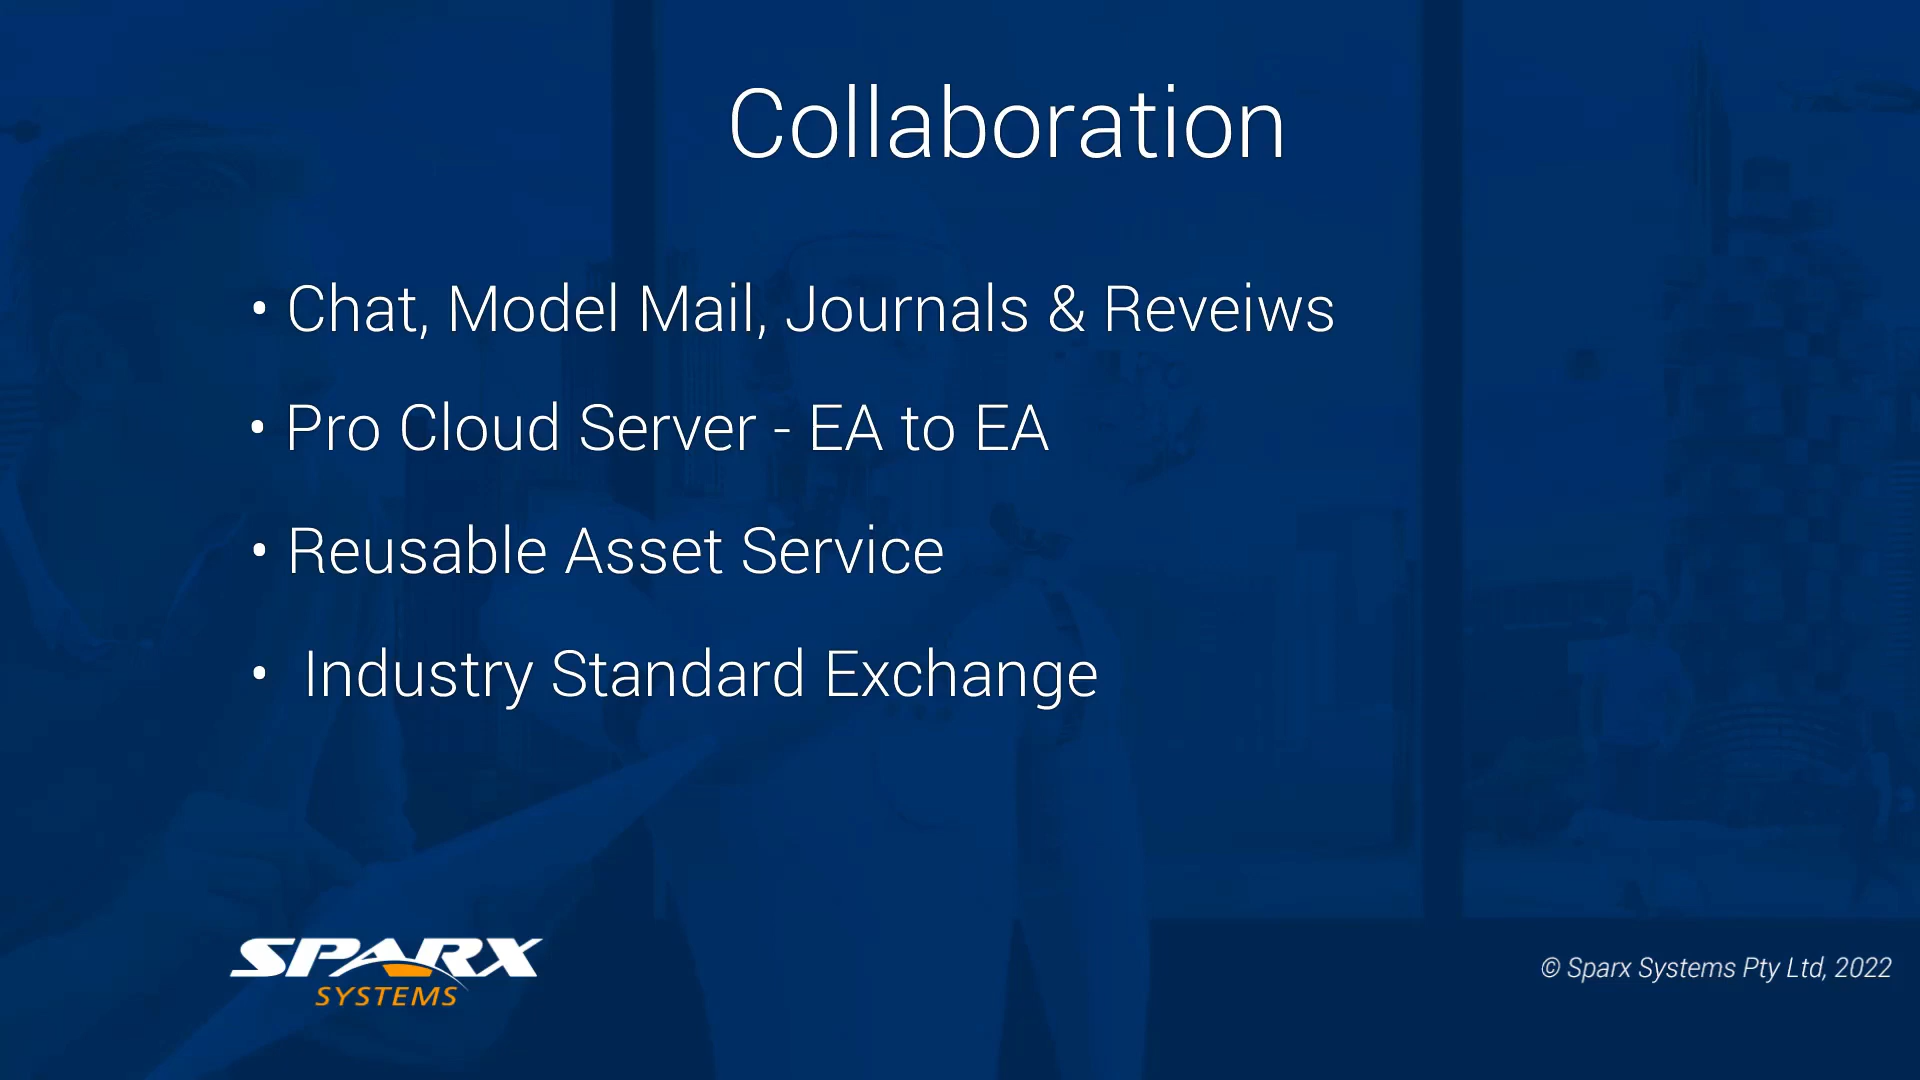 Collaboration
• Chat, Model Mail, Journals & Reveiws
• Pro Cloud Server - EA to EA
• Reusable Asset Service
• Industry Standard Exchange
SPARX
SYSTEMS
© Sparx Systems Pty Ltd, 2022